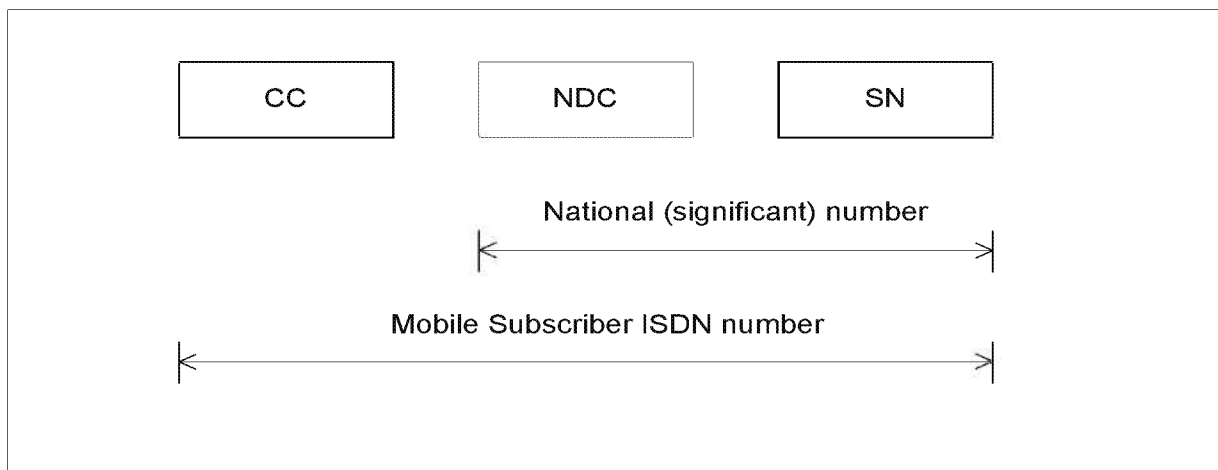 CC NDC SN
National (significant) number
Mobile Subscriber ISDN number